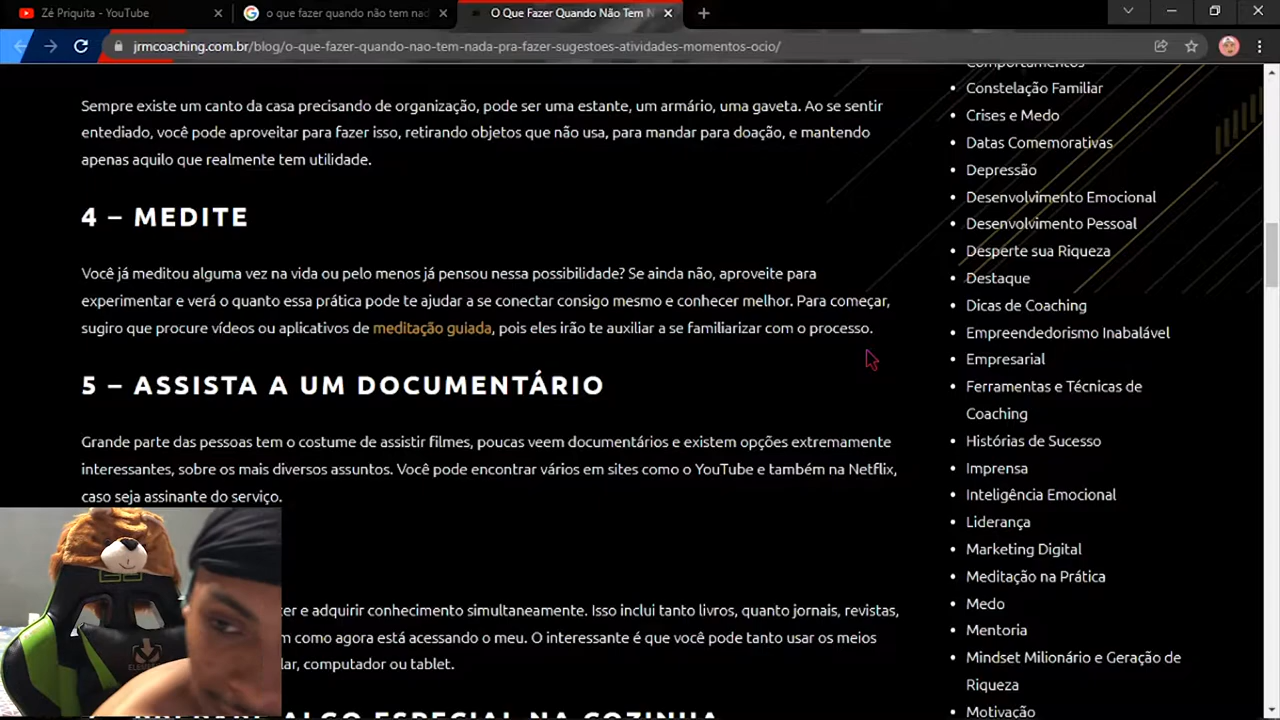 Zé Priquita - YouTube
o que fazer quando não tem nad
O Que Fazer Quando Não Tem N
jrmcoaching.com.br/blog/o-que-fazer-quando-nao-tem-nada-pra-fazer-sugestoes-atividades-momentos-ocio/
Sempre existe um canto da casa precisando de organização, pode ser uma estante, um armário, uma gaveta. Ao se sentir
entediado, você pode aproveitar para fazer isso, retirando objetos que não usa, para mandar para doação, e mantendo
apenas aquilo que realmente tem utilidade.
4 – MEDITE
Você já meditou alguma vez na vida ou pelo menos já pensou nessa possibilidade? Se ainda não, aproveite para
experimentar e verá o quanto essa prática pode te ajudar a se conectar consigo mesmo e conhecer melhor. Para começar,
sugiro que procure vídeos ou aplicativos de meditação guiada, pois eles irão te auxiliar a se familiarizar com o processo.
5 – ASSISTA A UM DOCUMENTÁRIO
Grande parte das pessoas tem o costume de assistir filmes, poucas veem documentários e existem opções extremamente
interessantes, sobre os mais diversos assuntos. Você pode encontrar vários em sites como o YouTube e também na Netflix,
caso seja assinante do serviço.
e adquirir conhecimento simultaneamente. Isso inclui tanto livros, quanto jornais, revistas,
como agora está acessando o meu. O interessante é que você pode tanto usar os meios
computador ou tablet.
ALGO ESPECIAL NA COZINHA
Comportamentos
Constelação Familiar
Crises e Medo
Datas Comemorativas
Depressão
Desenvolvimento Emocional
Desenvolvimento Pessoal
Desperte sua Riqueza
Destaque
Dicas de Coaching
Empreendedorismo Inabalável
Empresarial
Ferramentas e Técnicas de
Coaching
Histórias de Sucesso
Imprensa
Inteligência Emocional
Liderança
Marketing Digital
Meditação na Prática
Medo
Mentoria
Mindset Milionário e Geração de
Riqueza
Motivação